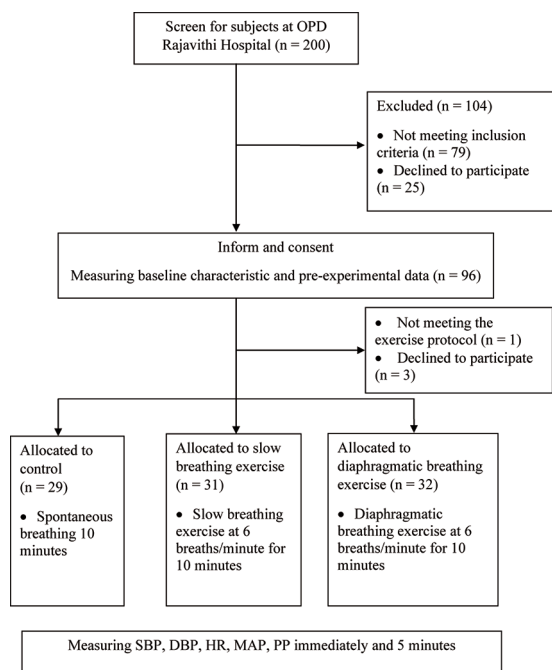 Screen for subjects at OPD
Rajavithi Hospital (n = 200)
Excluded (n = 104)
• Not meeting inclusion
criteria (n = 79)
• Declined to participate
(n = 25)
Inform and consent
Measuring baseline characteristic and pre-experimental data (n = 96)
• Not meeting the
exercise protocol (n = 1)
• Declined to participate
(n = 3)
Allocated to
control
(n = 29)
• Spontaneous
breathing 10
minutes
Allocated to slow
breathing exercise
(n = 31)
• Slow breathing
exercise at 6
breaths/minute for
10 minutes
Allocated to
diaphragmatic breathing
exercise (n = 32)
• Diaphragmatic
breathing exercise at 6
breaths/minute for 10
minutes
Measuring SBP, DBP, HR, MAP, PP immediately and 5 minutes